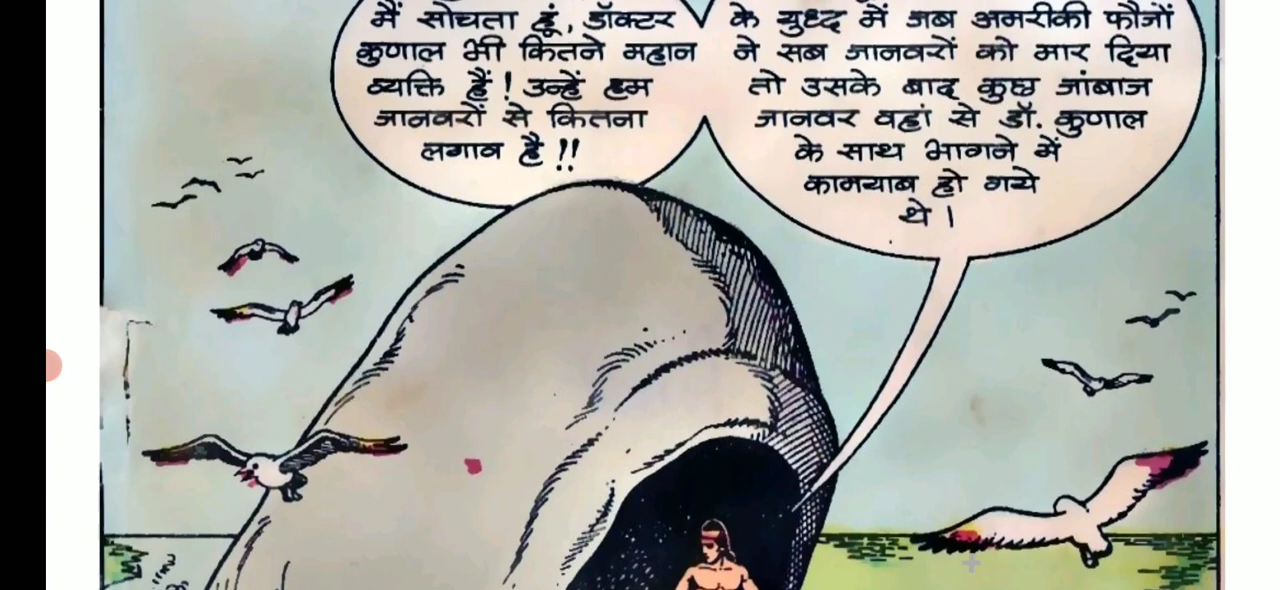 मैं सोचता हूं, डॉक्टर
कुणाल भी कितने महान
व्यक्ति हैं! उन्हें हम
जानवरों से कितना
लगाव है!!
के युध्द में जब अमरीकी फौजों
ने सब जानवरों को मार दिया
तो उसके बाद कुछ जांबाज
जानवर वहां से डॉ. कुणाल
के साथ भागने में
कामयाब हो गये
थे।